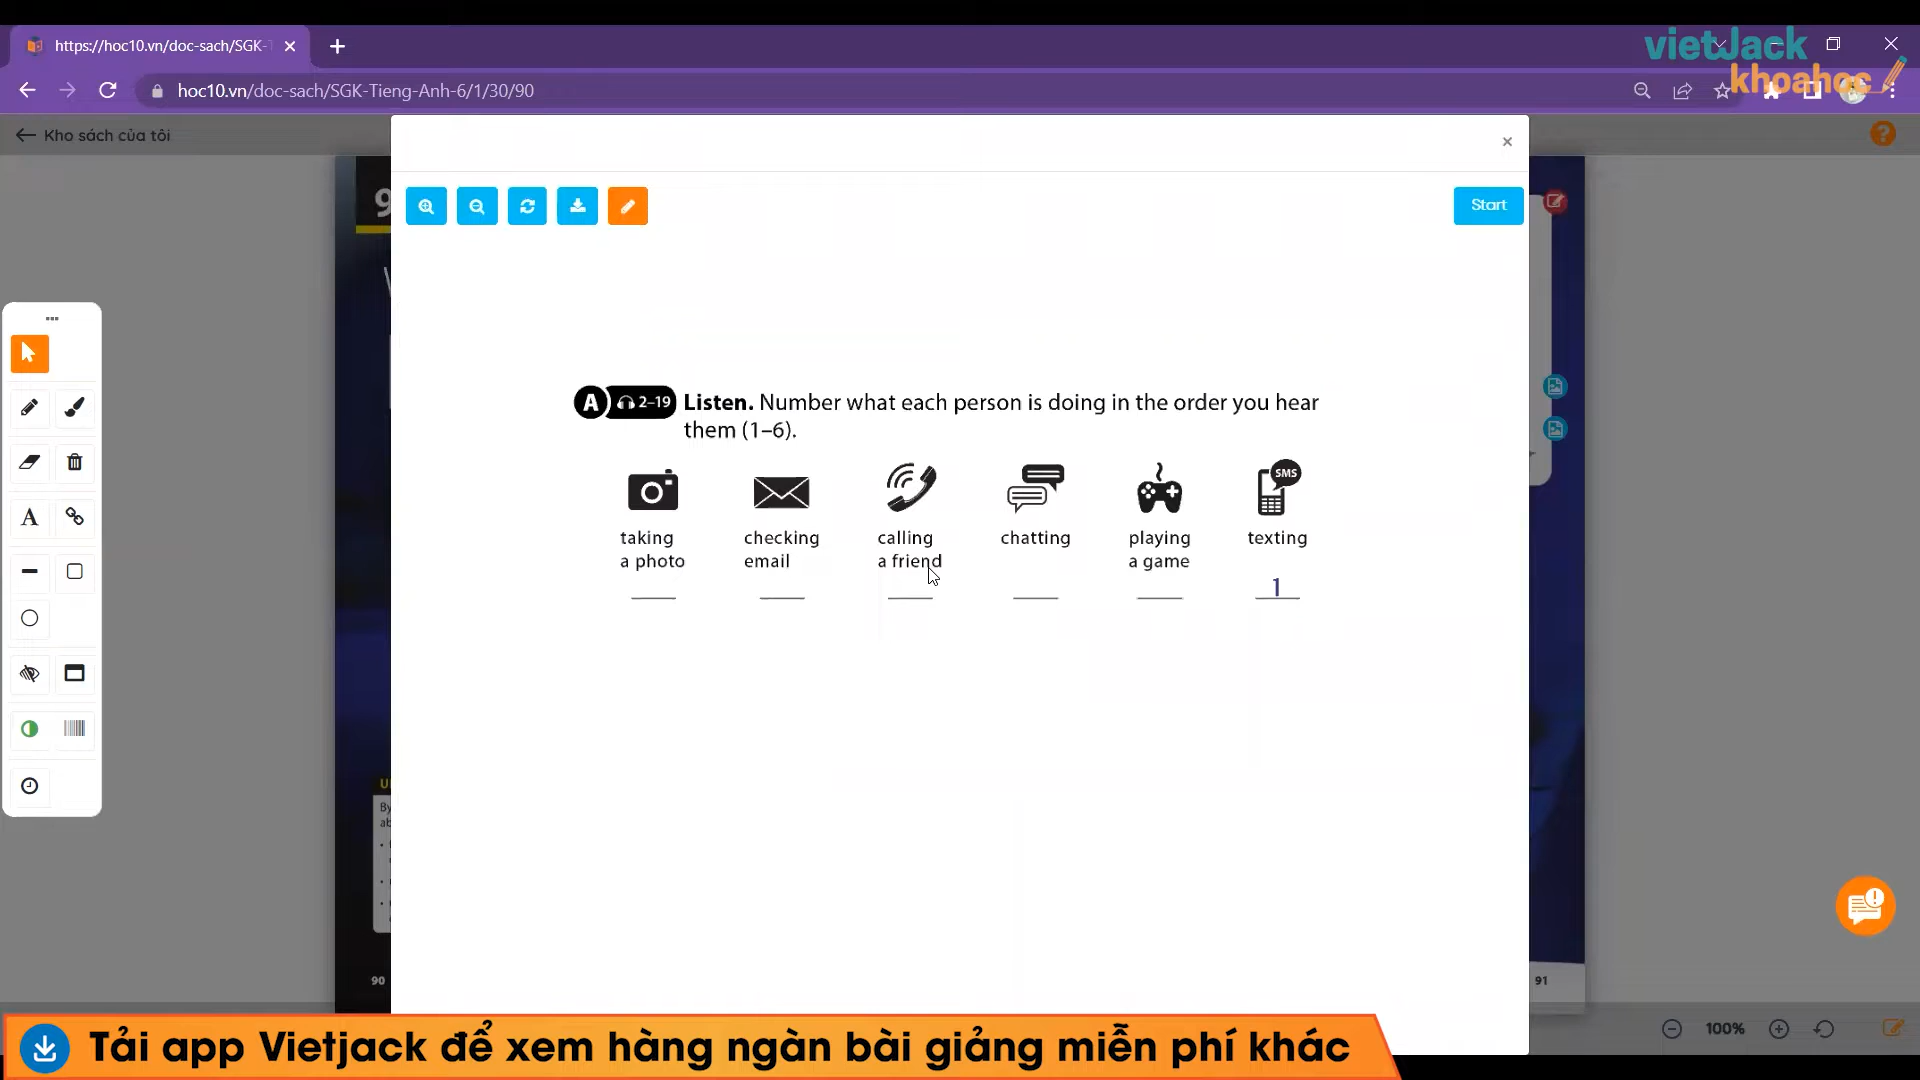 https://hoc10.vn/doc-sach/SGK-T
vietJack
khoahoc
hoc10.vn/doc-sach/SGK-Tieng-Anh-6/1/30/90
Kho sách của tôi
Start
A 2–19 Listen. Number what each person is doing in the order you hear
them (1–6).
SMS
taking
a photo
checking
email
calling
a friend
chatting
playing
a game
texting
1
A
90
91
100%
Tải app Vietjack để xem hàng ngàn bài giảng miễn phí khác